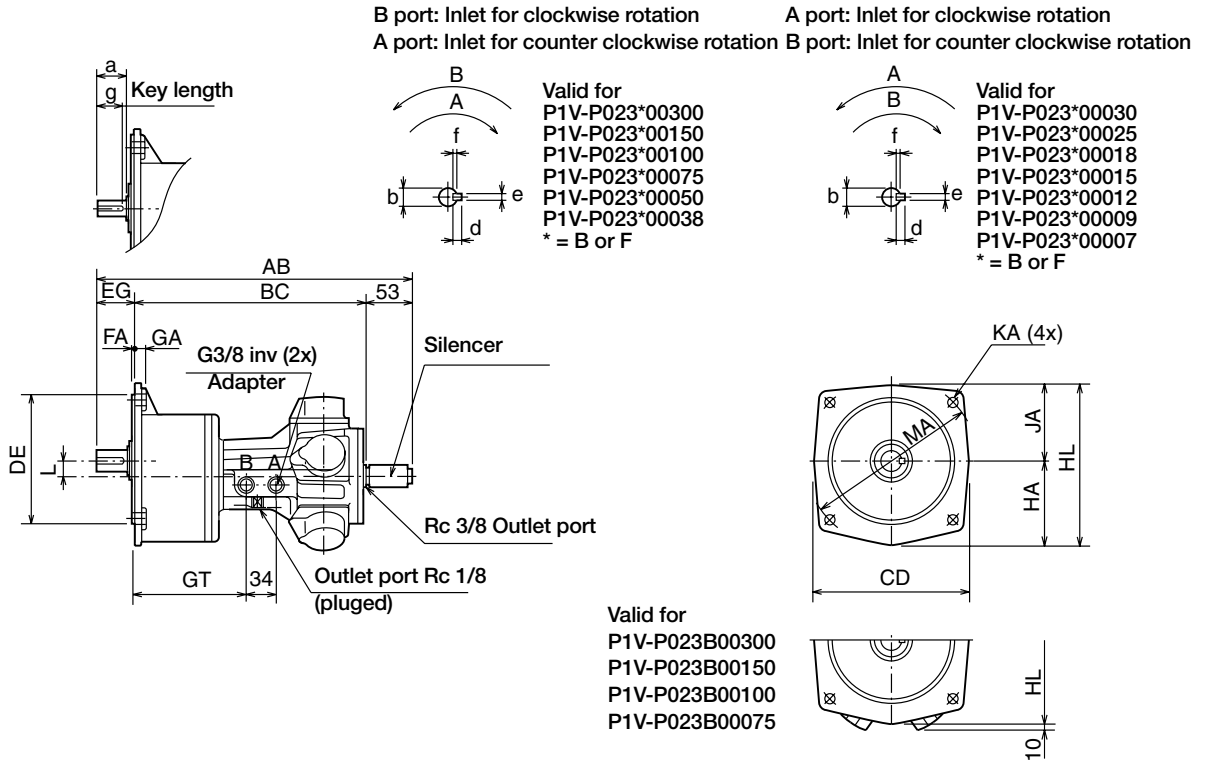 B port: Inlet for clockwise rotation
A port: Inlet for counter clockwise rotation
A port: Inlet for clockwise rotation
B port: Inlet for counter clockwise rotation
a
g
Key length
B
A
f
b
e
d
Valid for
P1V-P023*00300
P1V-P023*00150
P1V-P023*00100
P1V-P023*00075
P1V-P023*00050
P1V-P023*00038
* = B or F
A
B
f
b
e
d
Valid for
P1V-P023*00030
P1V-P023*00025
P1V-P023*00018
P1V-P023*00015
P1V-P023*00012
P1V-P023*00009
P1V-P023*00007
* = B or F
AB
EG
BC
53
FA
GA
G3/8 inv (2x)
Adapter
Silencer
DE
L
B
A
Rc 3/8 Outlet port
GT
34
Outlet port Rc 1/8
(pluged)
KA (4x)
MA
JA
HA
HL
CD
Valid for
P1V-P023B00300
P1V-P023B00150
P1V-P023B00100
P1V-P023B00075
HL
10